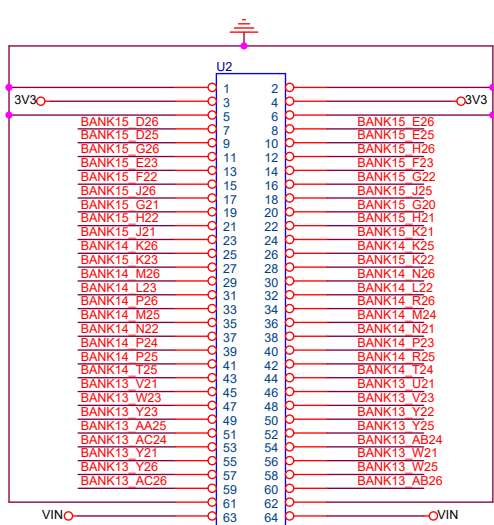 U2
1 2
3V3 3 4 3V3
5 6
BANK15_D26 7 8 BANK15_E26
BANK15_D25 9 10 BANK15_E25
BANK15_G26 11 12 BANK15_H26
BANK15_E23 13 14 BANK15_F23
BANK15_F22 15 16 BANK15_G22
BANK15_J26 17 18 BANK15_J25
BANK15_G21 19 20 BANK15_G20
BANK15_H22 21 22 BANK15_H21
BANK15_J21 23 24 BANK15_K21
BANK14_K26 25 26 BANK14_K25
BANK15_K23 27 28 BANK15_K22
BANK14_M26 29 30 BANK14_N26
BANK14_L23 31 32 BANK14_L22
BANK14_P26 33 34 BANK14_R26
BANK14_M25 35 36 BANK14_M24
BANK14_N22 37 38 BANK14_N21
BANK14_P24 39 40 BANK14_P23
BANK14_P25 41 42 BANK14_R25
BANK14_T25 43 44 BANK14_T24
BANK13_V21 45 46 BANK13_U21
BANK13_W23 47 48 BANK13_V23
BANK13_Y23 49 50 BANK13_Y22
BANK13_AA25 51 52 BANK13_Y25
BANK13_AC24 53 54 BANK13_AB24
BANK13_Y21 55 56 BANK13_W21
BANK13_Y26 57 58 BANK13_W25
BANK13_AC26 59 60 BANK13_AB26
61 62
VIN 63 64 VIN